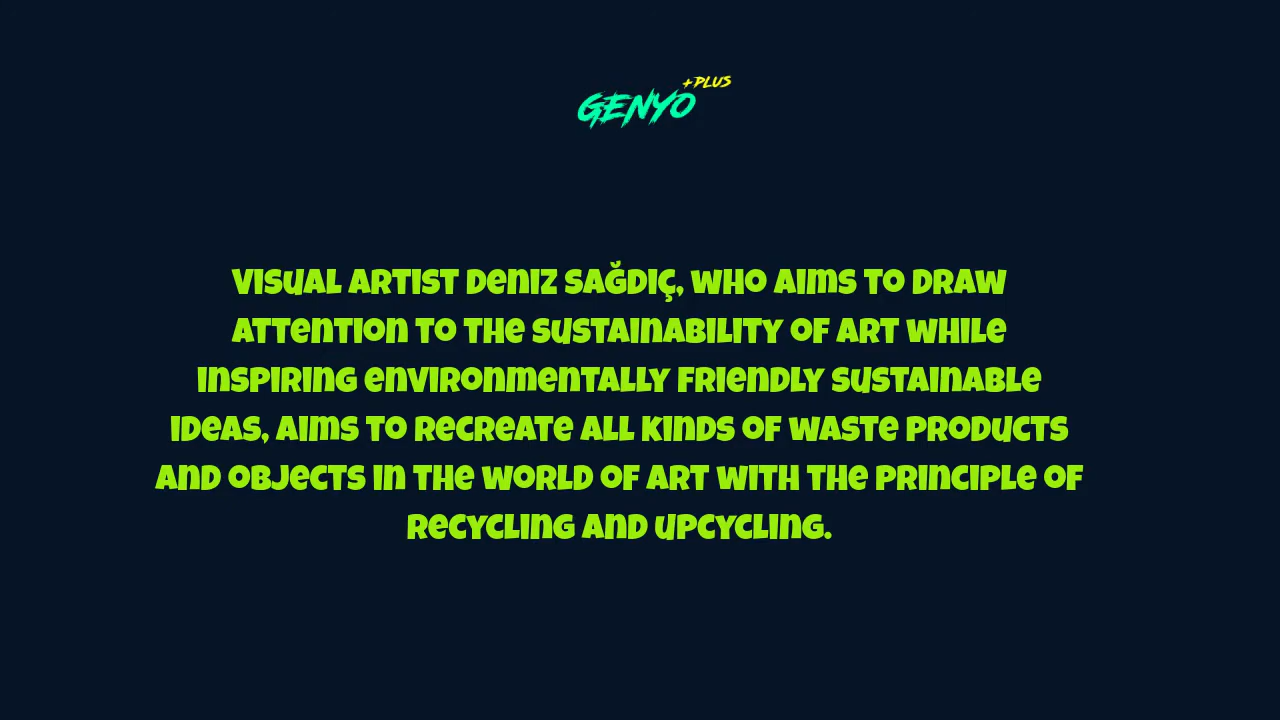 +PLUS
GENYO
VISUAL ARTIST DENIZ SAĞDIÇ, WHO AIMS TO DRAW
ATTENTION TO THE SUSTAINABILITY OF ART WHILE
INSPIRING ENVIRONMENTALLY FRIENDLY SUSTAINABLE
IDEAS, AIMS TO RECREATE ALL KINDS OF WASTE PRODUCTS
AND OBJECTS IN THE WORLD OF ART WITH THE PRINCIPLE OF
RECYCLING AND UPCYCLING.